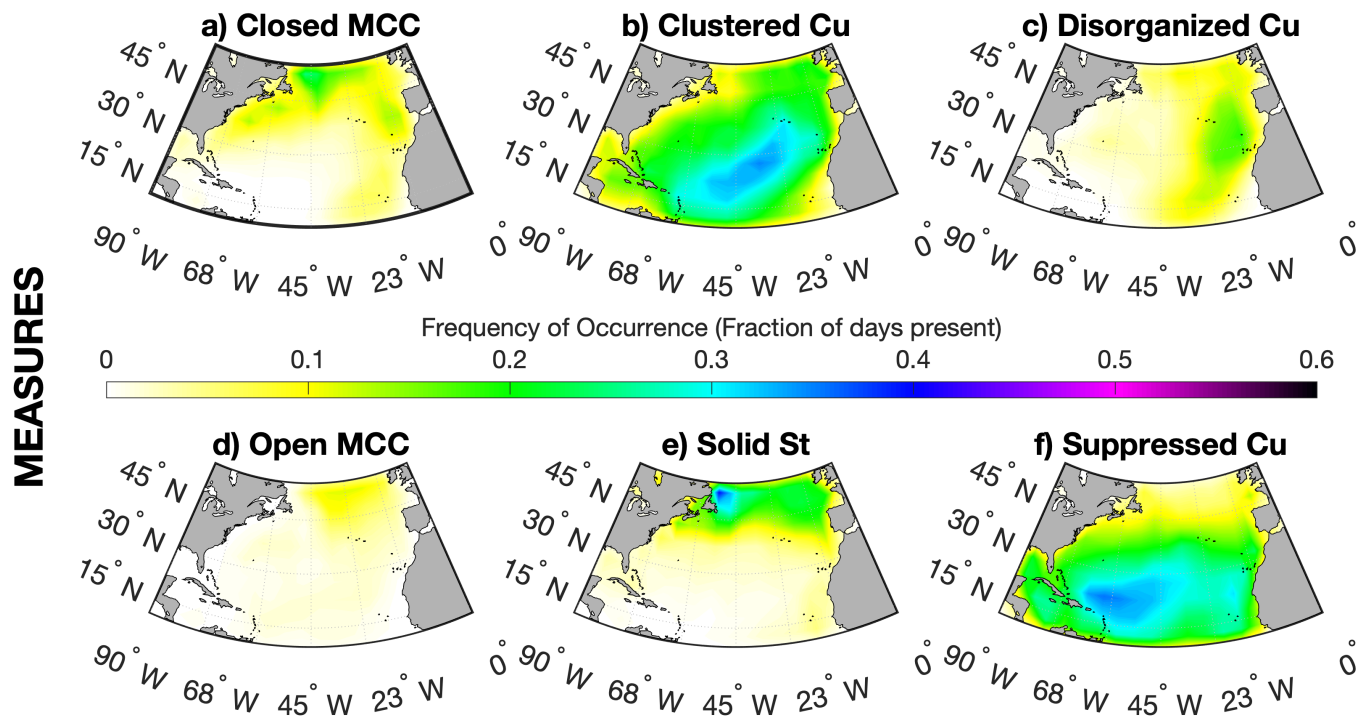 MEASURES
a) Closed MCC
b) Clustered Cu
c) Disorganized Cu
45° N
30° N
15° N
90° W
68° W
45° W
23° W
0°
45° N
30° N
15° N
90° W
68° W
45° W
23° W
0°
45° N
30° N
15° N
90° W
68° W
45° W
23° W
0°
Frequency of Occurrence (Fraction of days present)
0 0.1 0.2 0.3 0.4 0.5 0.6
d) Open MCC
e) Solid St
f) Suppressed Cu
45° N
30° N
15° N
90° W
68° W
45° W
23° W
0°
45° N
30° N
15° N
90° W
68° W
45° W
23° W
0°
45° N
30° N
15° N
90° W
68° W
45° W
23° W
0°